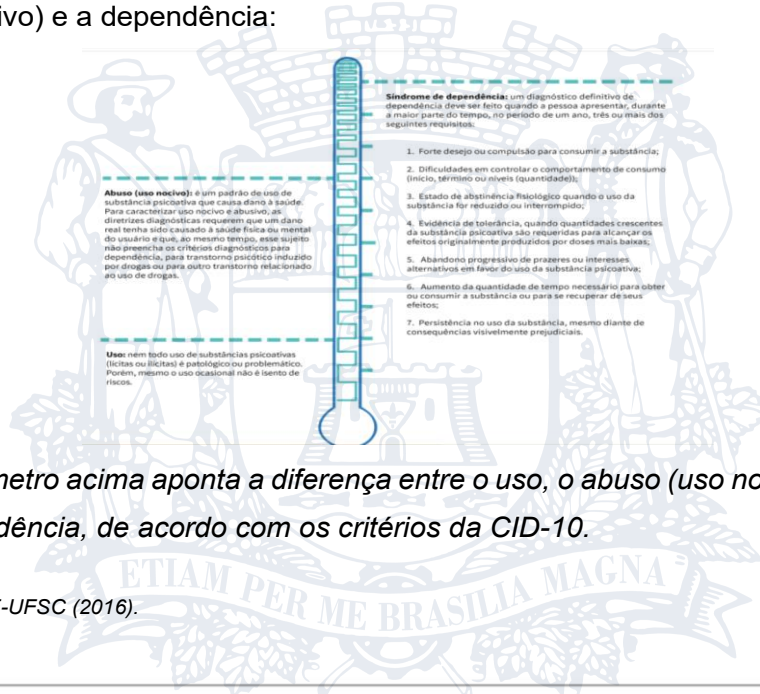 ivo) e a dependência:
Síndrome de dependência: um diagnóstico definitivo de
dependência deve ser feito quando a pessoa apresentar, durante
a maior parte do tempo, no período de um ano, três ou mais dos
seguintes requisitos:
1. Forte desejo ou compulsão para consumir a substância;
2. Dificuldades em controlar o comportamento de consumo
(início, término ou níveis (quantidade));
3. Estado de abstinência fisiológico quando o uso da
substância for reduzido ou interrompido;
4. Evidência de tolerância, quando quantidades crescentes
da substância psicoativa são requeridas para alcançar os
efeitos originalmente produzidos por doses mais baixas;
5. Abandono progressivo de prazeres ou interesses
alternativos em favor do uso da substância psicoativa;
6. Aumento da quantidade de tempo necessário para obter
ou consumir a substância ou para se recuperar de seus
efeitos;
7. Persistência no uso da substância, mesmo diante de
consequências visivelmente prejudiciais.
Abuso (uso nocivo): é um padrão de uso de
substância psicoativa que causa dano à saúde.
Para caracterizar uso nocivo e abusivo, as
diretrizes diagnósticas requerem que um dano
real tenha sido causado à saúde física ou mental
do usuário e que, ao mesmo tempo, esse sujeito
não preencha os critérios diagnósticos para
dependência, para transtorno psicótico induzido
por drogas ou para outro transtorno relacionado
ao uso de drogas.
Uso: nem todo uso de substâncias psicoativas
(lícitas ou ilícitas) é patológico ou problemático.
Porém, mesmo o uso ocasional não é isento de
riscos.
metro acima aponta a diferença entre o uso, o abuso (uso no
dência, de acordo com os critérios da CID-10.
-UFSC (2016).
ETIAM PER ME BRASILIA MAGNA